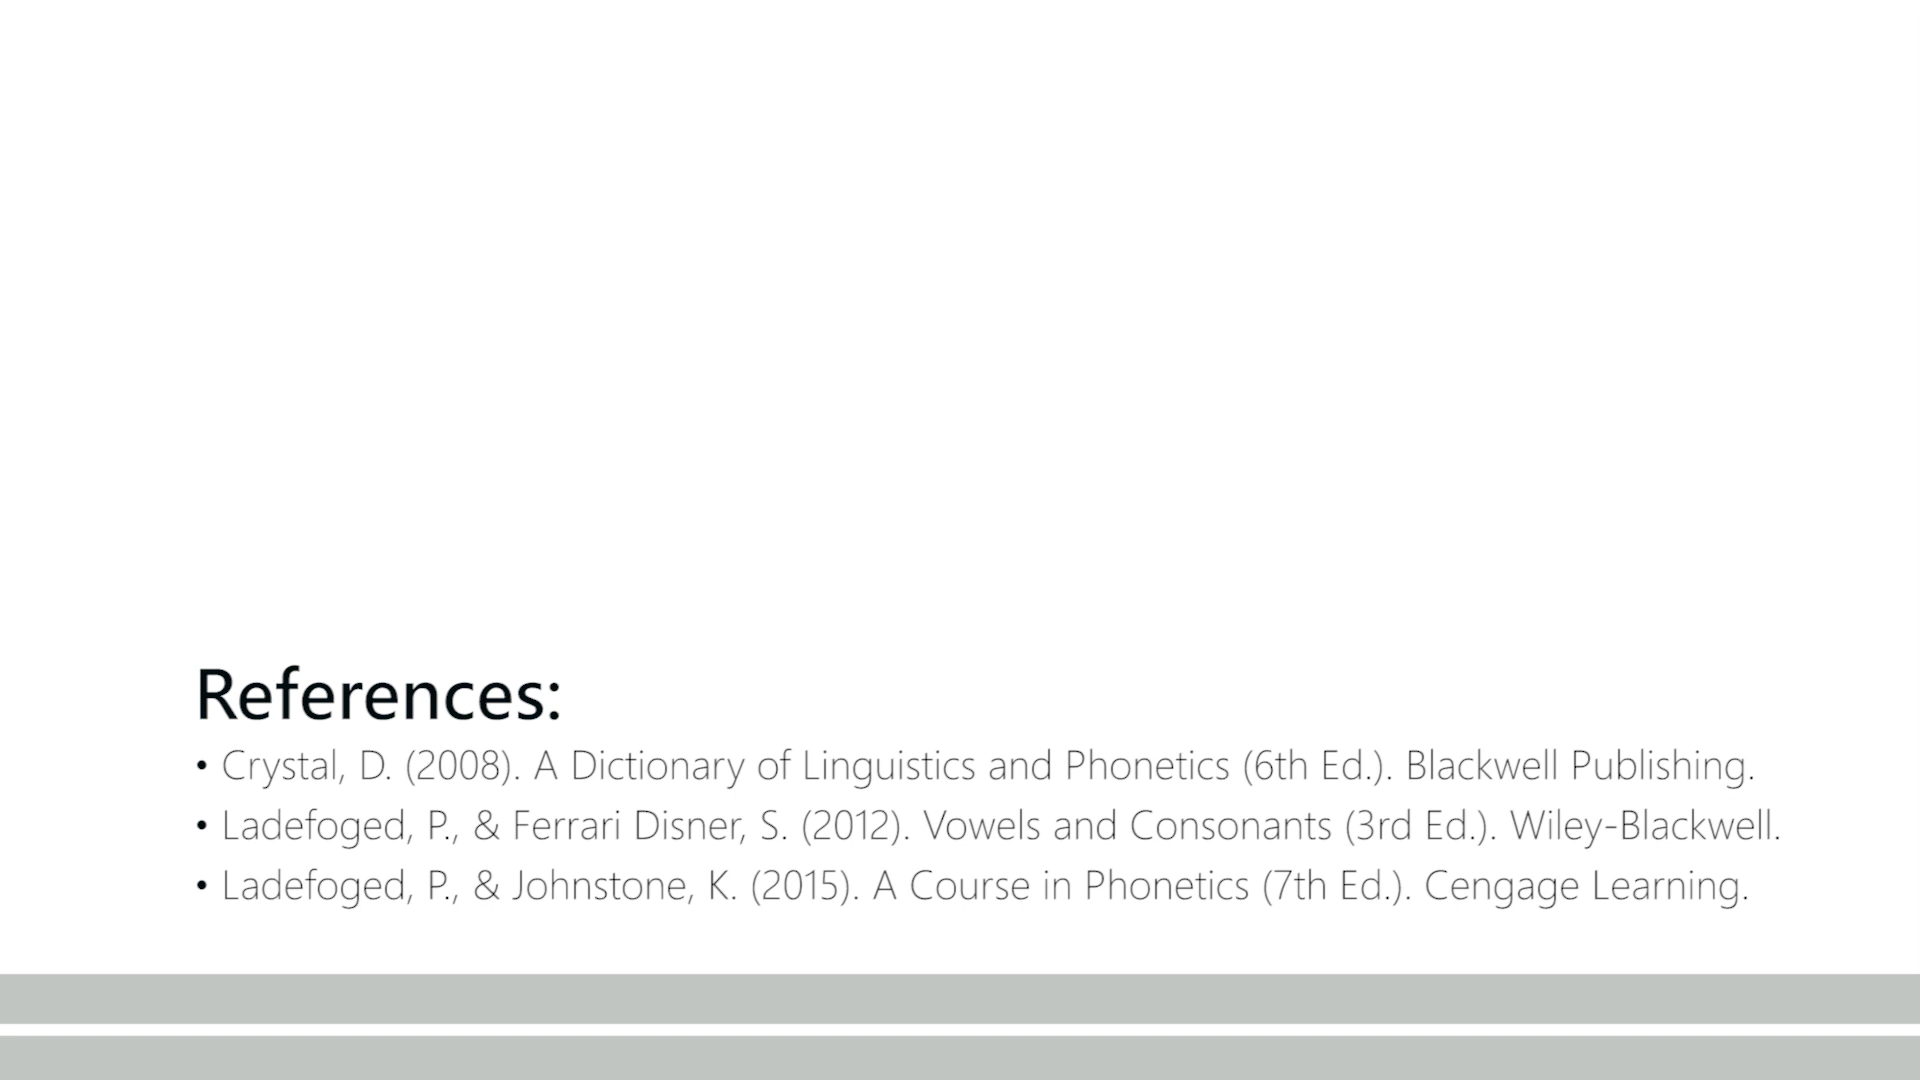 References:
• Crystal, D. (2008). A Dictionary of Linguistics and Phonetics (6th Ed.). Blackwell Publishing.
• Ladefoged, P., & Ferrari Disner, S. (2012). Vowels and Consonants (3rd Ed.). Wiley-Blackwell.
• Ladefoged, P., & Johnstone, K. (2015). A Course in Phonetics (7th Ed.). Cengage Learning.